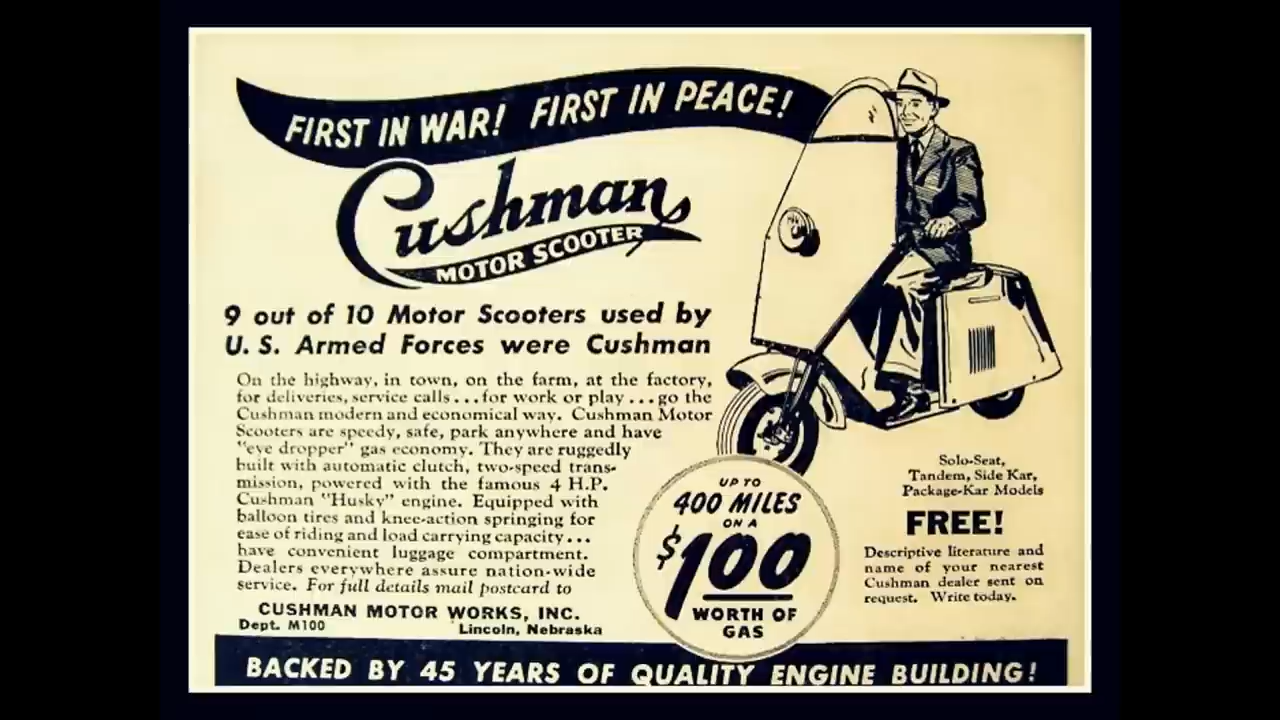 FIRST IN WAR! FIRST IN PEACE!
Cushman
MOTOR SCOOTER
9 out of 10 Motor Scooters used by
U. S. Armed Forces were Cushman
On the highway, in town, on the farm, at the factory,
for deliveries, service calls...for work or play...go the
Cushman modern and economical way. Cushman Motor
Scooters are speedy, safe, park anywhere and have
"eye dropper" gas economy. They are ruggedly
built with automatic clutch, two-speed trans-
mission, powered with the famous 4 H.P.
Cushman "Husky" engine. Equipped with
balloon tires and knee-action springing for
ease of riding and load carrying capacity...
have convenient luggage compartment.
Dealers everywhere assure nation-wide
service. For full details mail postcard to
CUSHMAN MOTOR WORKS, INC.
Dept. M100 Lincoln, Nebraska
UP TO
400 MILES
ON A
$100
WORTH OF
GAS
Solo-Seat,
Tandem, Side Kar,
Package-Kar Models
FREE!
Descriptive literature and
name of your nearest
Cushman dealer sent on
request. Write today.
BACKED BY 45 YEARS OF QUALITY ENGINE BUILDING!